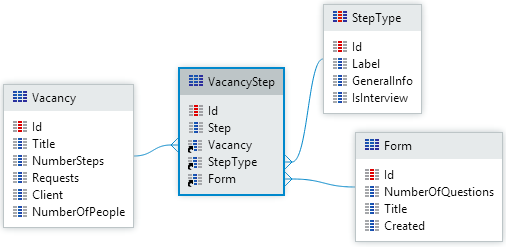 Vacancy
Id
Title
NumberSteps
Requests
Client
NumberOfPeople
VacancyStep
Id
Step
Vacancy
StepType
Form
StepType
Id
Label
GeneralInfo
IsInterview
Form
Id
NumberOfQuestions
Title
Created